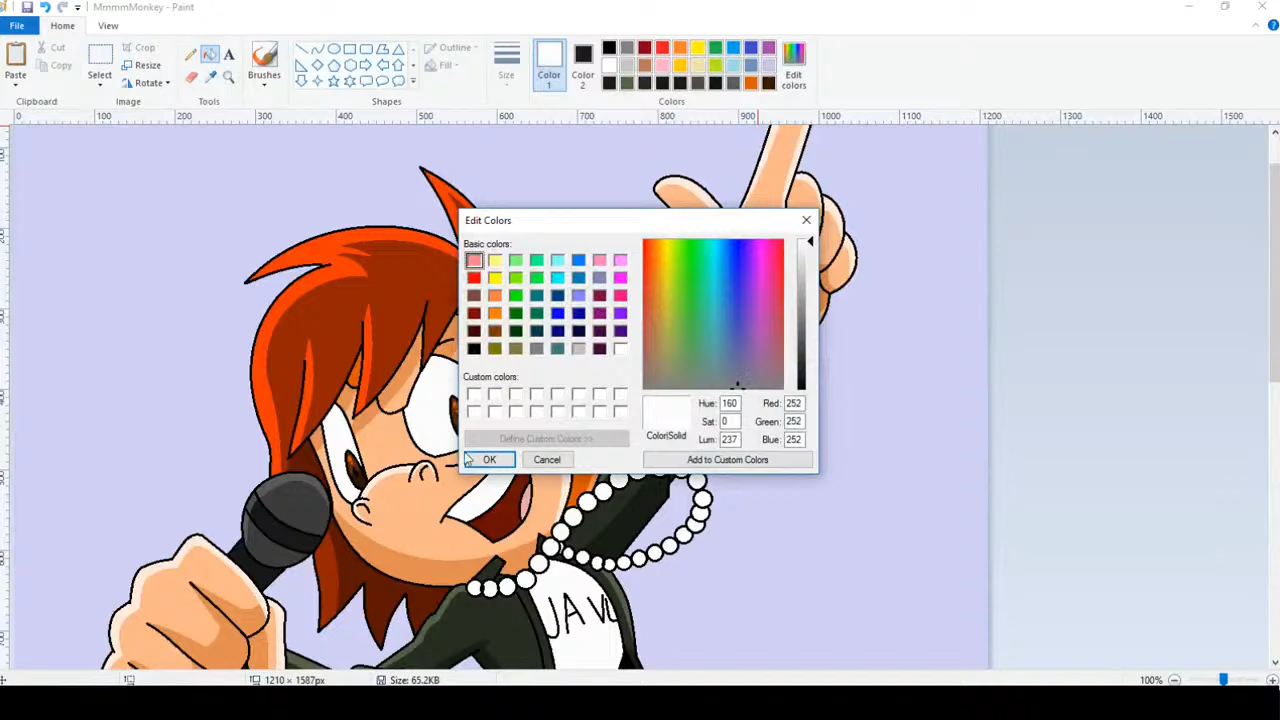 MmmmMonkey - Paint
File
Home
View
Paste
Cut
Copy
Clipboard
Select
Crop
Resize
Rotate
Image
A
Tools
Brushes
Outline
Fill
Shapes
Size
Color
1
Color
2
Edit
colors
Colors
0 100 200 300 400 500 600 700 800 900 1000 1100 1200 1300 1400 1500
Edit Colors
Basic colors:
Custom colors:
Define Custom Colors >>
OK
Cancel
Color|Solid
Hue: 160
Sat: 0
Lum: 237
Red: 252
Green: 252
Blue: 252
Add to Custom Colors
1210 × 1587px
Size: 65.2KB
100%